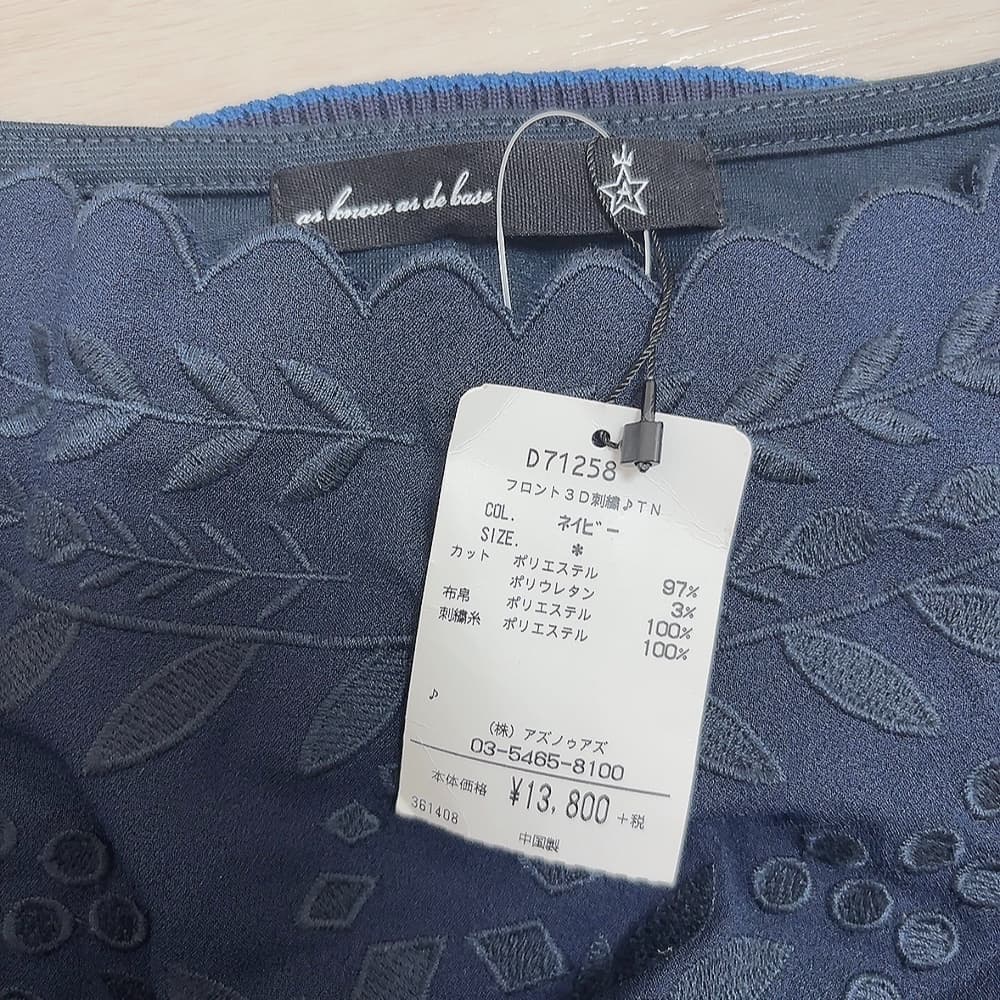 as know as de base
A
D71258
フロント3D刺繍♪TN
COL. ネイビー
SIZE. *
カット ポリエステル 97%
ポリウレタン 3%
布帛 ポリエステル 100%
刺繍糸 ポリエステル 100%
♪
(株) アズノゥアズ
03-5465-8100
本体価格 ¥13,800 +税
361408
中国製